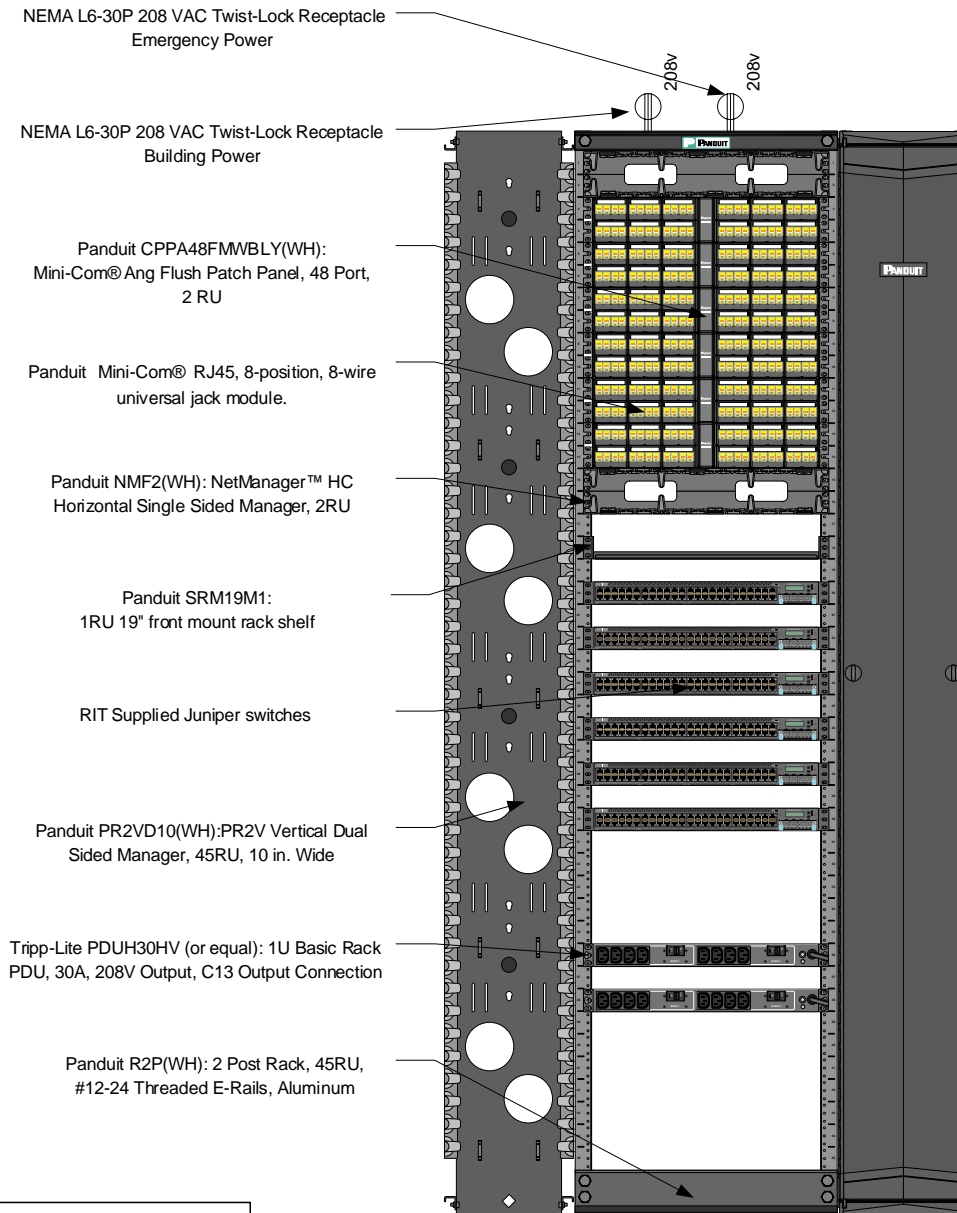 NEMA L6-30P 208 VAC Twist-Lock Receptacle
Emergency Power
208v
208v
NEMA L6-30P 208 VAC Twist-Lock Receptacle
Building Power
PANDUIT
Panduit CPPA48FMWBLY(WH):
Mini-Com® Ang Flush Patch Panel, 48 Port,
2 RU
PANDUIT
Panduit Mini-Com® RJ45, 8-position, 8-wire
universal jack module.
Panduit NMF2(WH): NetManager™ HC
Horizontal Single Sided Manager, 2RU
Panduit SRM19M1:
1RU 19" front mount rack shelf
RIT Supplied Juniper switches
Panduit PR2VD10(WH):PR2V Vertical Dual
Sided Manager, 45RU, 10 in. Wide
Tripp-Lite PDUH30HV (or equal): 1U Basic Rack
PDU, 30A, 208V Output, C13 Output Connection
Panduit R2P(WH): 2 Post Rack, 45RU,
#12-24 Threaded E-Rails, Aluminum